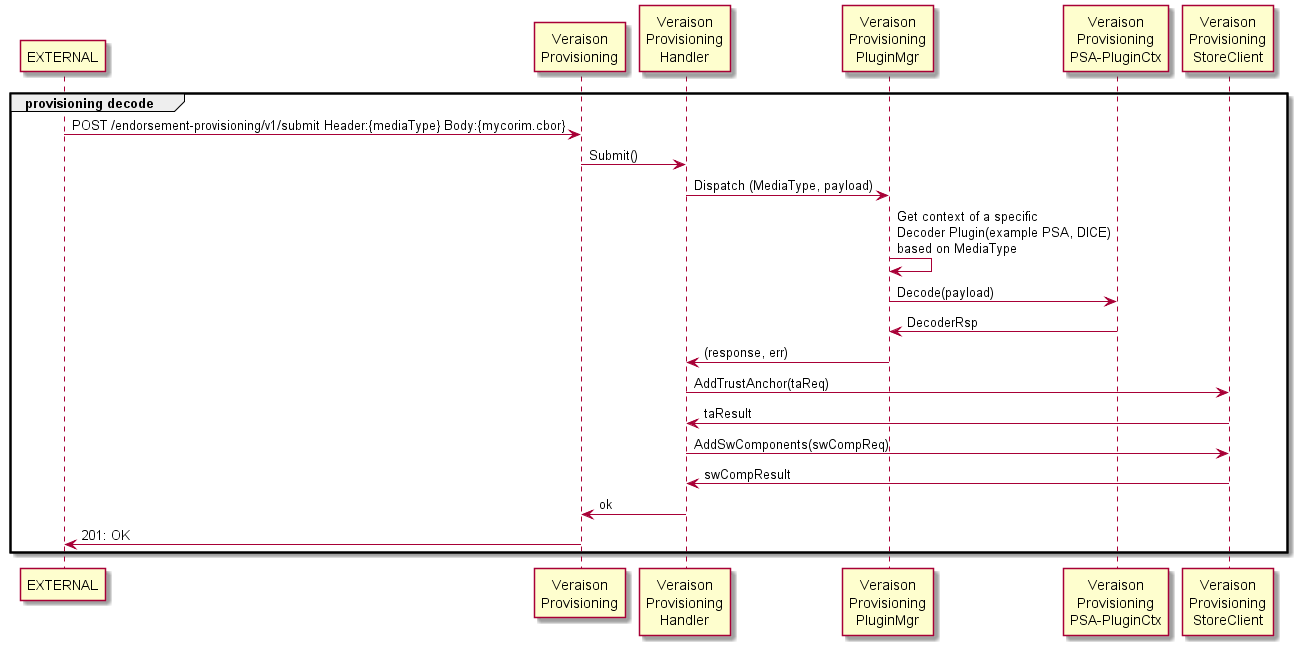 EXTERNAL
Veraison
Provisioning
Veraison
Provisioning
Handler
Veraison
Provisioning
PluginMgr
Veraison
Provisioning
PSA-PluginCtx
Veraison
Provisioning
StoreClient
provisioning decode
POST /endorsement-provisioning/v1/submit Header:{mediaType} Body:{mycorim.cbor}
Submit()
Dispatch (MediaType, payload)
Get context of a specific
Decoder Plugin(example PSA, DICE)
based on MediaType
Decode(payload)
DecoderRsp
(response, err)
AddTrustAnchor(taReq)
taResult
AddSwComponents(swCompReq)
swCompResult
ok
201: OK
EXTERNAL
Veraison
Provisioning
Veraison
Provisioning
Handler
Veraison
Provisioning
PluginMgr
Veraison
Provisioning
PSA-PluginCtx
Veraison
Provisioning
StoreClient